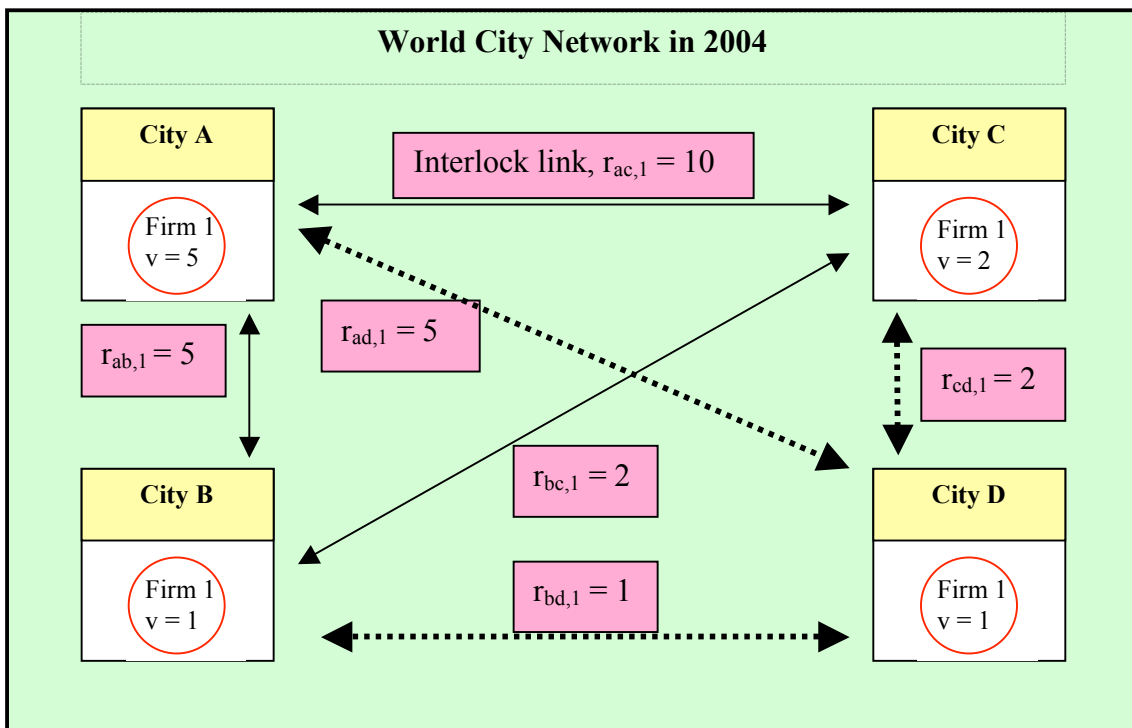 World City Network in 2004
City A
Firm 1
v = 5
Interlock link, r_ac,1 = 10
City C
Firm 1
v = 2
r_ab,1 = 5
r_ad,1 = 5
r_cd,1 = 2
City B
Firm 1
v = 1
r_bc,1 = 2
r_bd,1 = 1
City D
Firm 1
v = 1